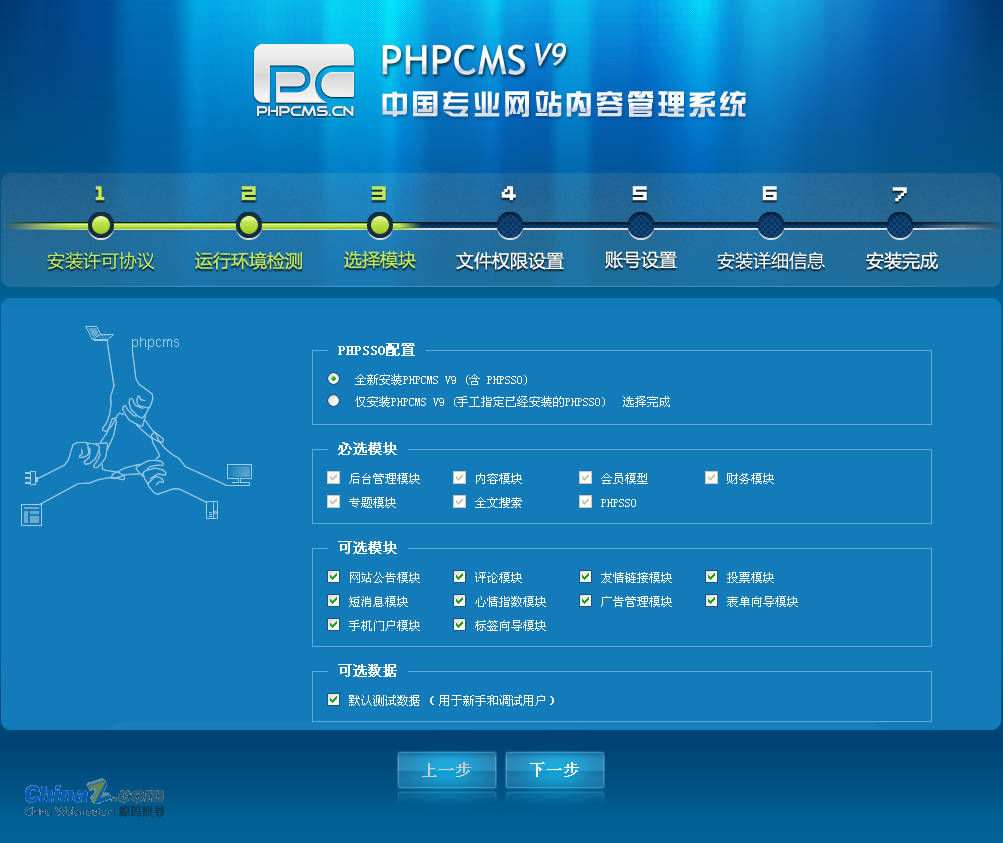 PHPCMS V9
PHPCMS.CN
中国专业网站内容管理系统
1 2 3 4 5 6 7
安装许可协议 运行环境检测 选择模块 文件权限设置 账号设置 安装详细信息 安装完成
phpcms
PHPSSO配置
全新安装PHPCMS V9 (含 PHPSSO)
仅安装PHPCMS V9 (手工指定已经安装的PHPSSO) 选择完成
必选模块
后台管理模块 内容模块 会员模型 财务模块
专题模块 全文搜索 PHPSSO
可选模块
网站公告模块 评论模块 友情链接模块 投票模块
短消息模块 心情指数模块 广告管理模块 表单向导模块
手机门户模块 标签向导模块
可选数据
默认测试数据 （用于新手和调试用户）
上一步 下一步
ChinaZ.com
China Webmaster | 源码报导